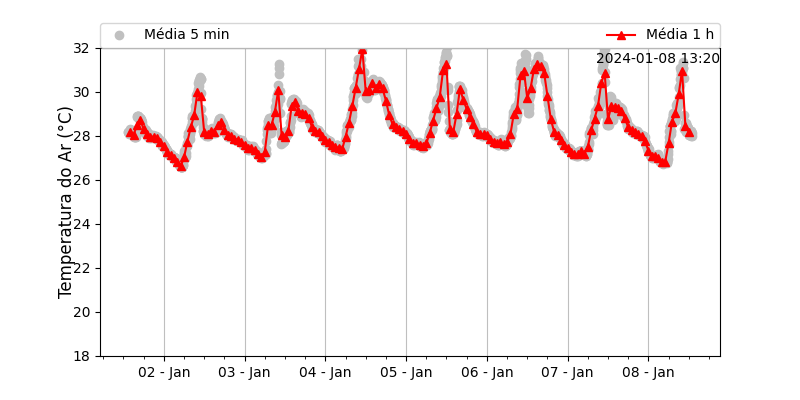 Média 5 min
Média 1 h
2024-01-08 13:20
Temperatura do Ar (°C)
32
30
28
26
24
22
20
18
02 - Jan
03 - Jan
04 - Jan
05 - Jan
06 - Jan
07 - Jan
08 - Jan